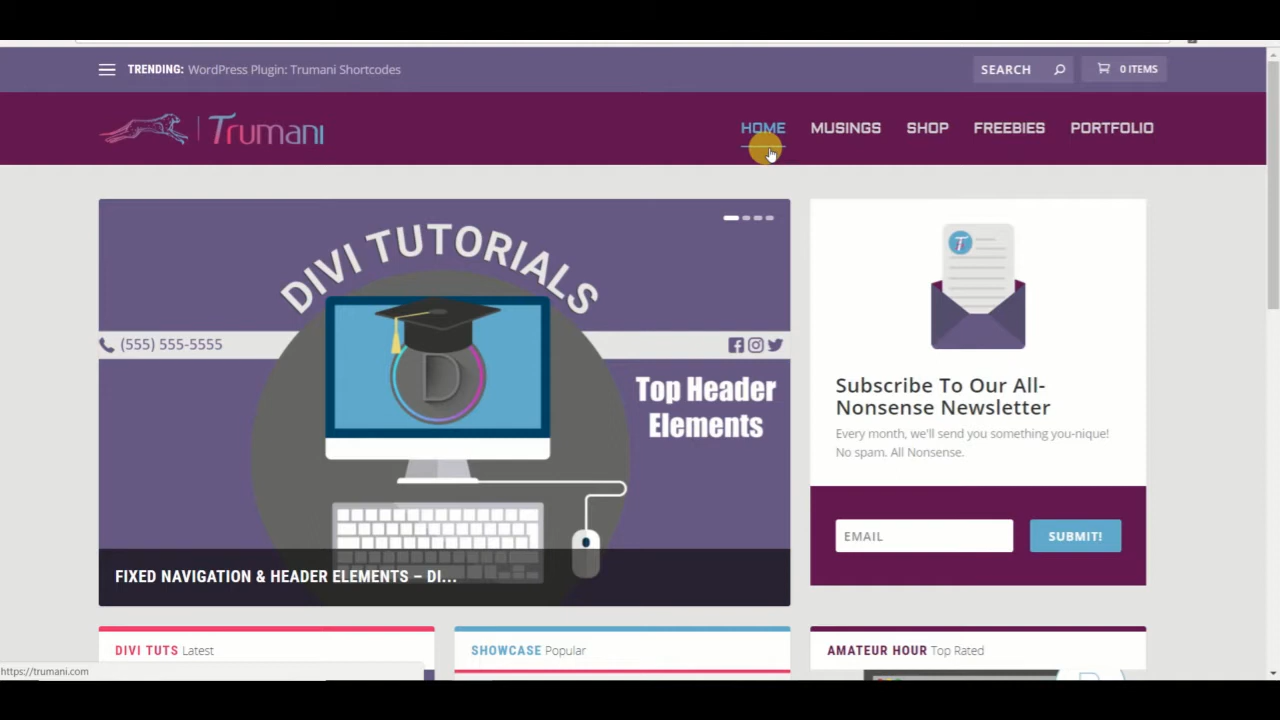 TRENDING: WordPress Plugin: Trumani Shortcodes
SEARCH
0 ITEMS
Trumani
HOME
MUSINGS
SHOP
FREEBIES
PORTFOLIO
DIVI TUTORIALS
(555) 555-5555
D
Top Header
Elements
FIXED NAVIGATION & HEADER ELEMENTS – DI...
T
Subscribe To Our All-
Nonsense Newsletter
Every month, we'll send you something you-nique!
No spam. All Nonsense.
EMAIL
SUBMIT!
DIVI TUTS Latest
SHOWCASE Popular
AMATEUR HOUR Top Rated
https://trumani.com